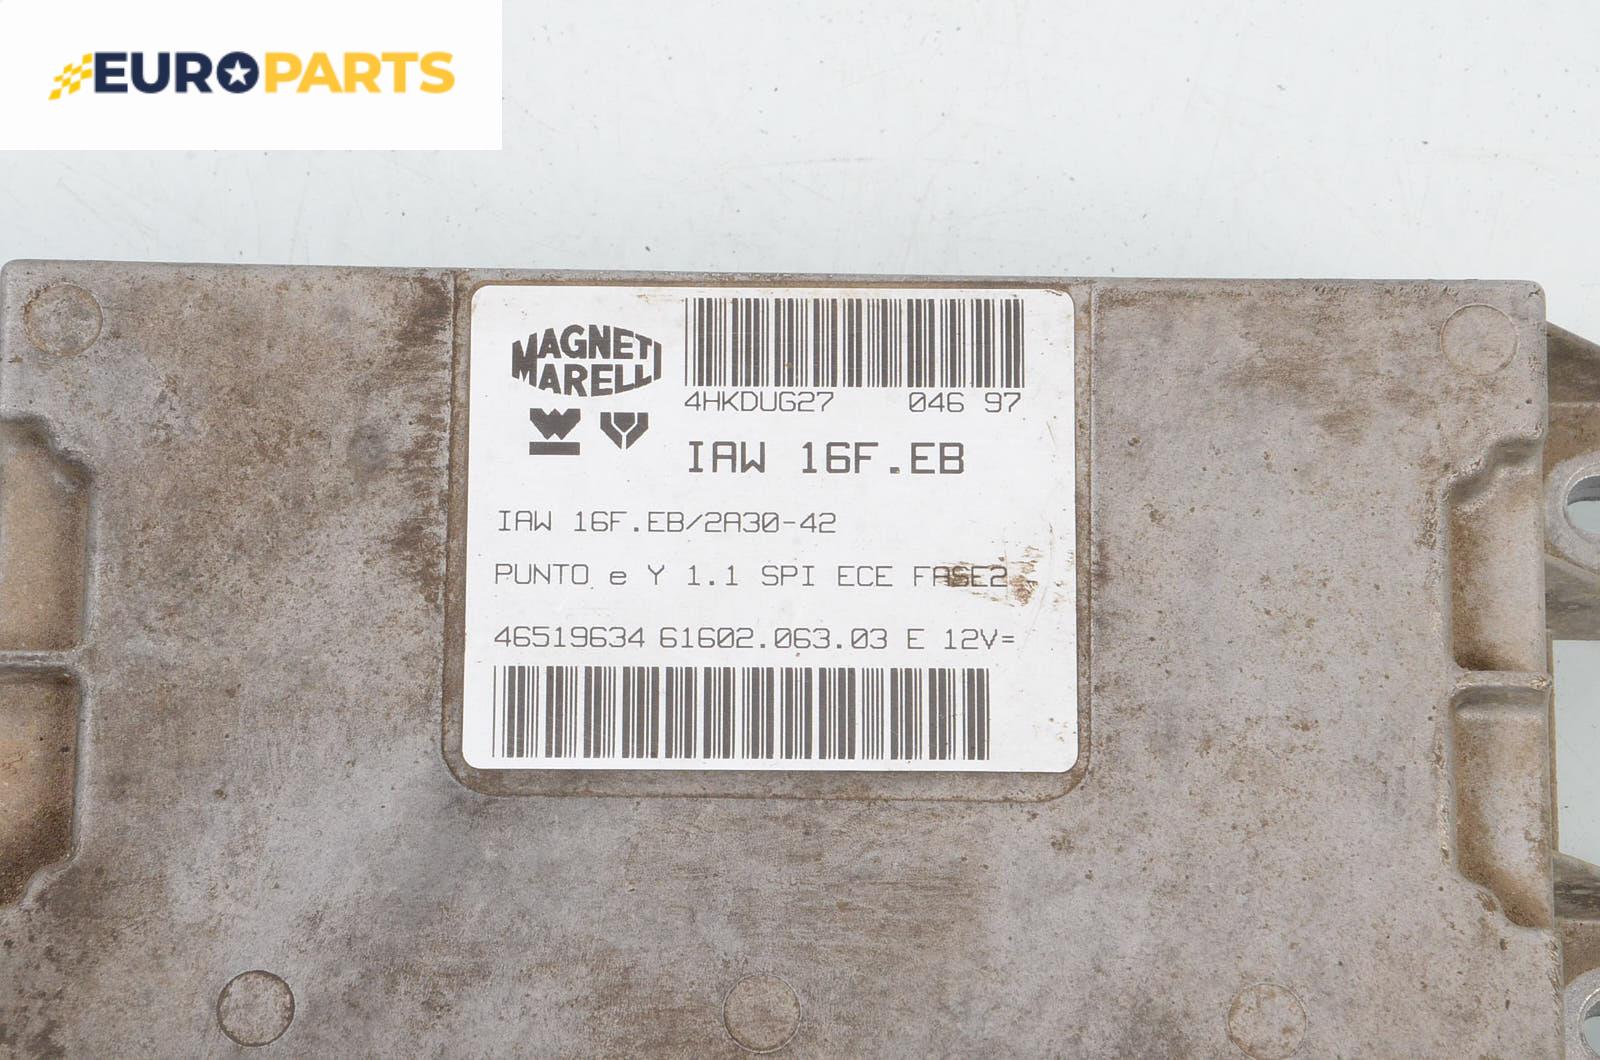 EUROPARTS
MAGNETI
MARELLI
4HKDUG27 046 97
IAW 16F.EB
IAW 16F.EB/2A30-42
PUNTO e Y 1.1 SPI ECE FASE2
46519634 61602.063.03 E 12V=